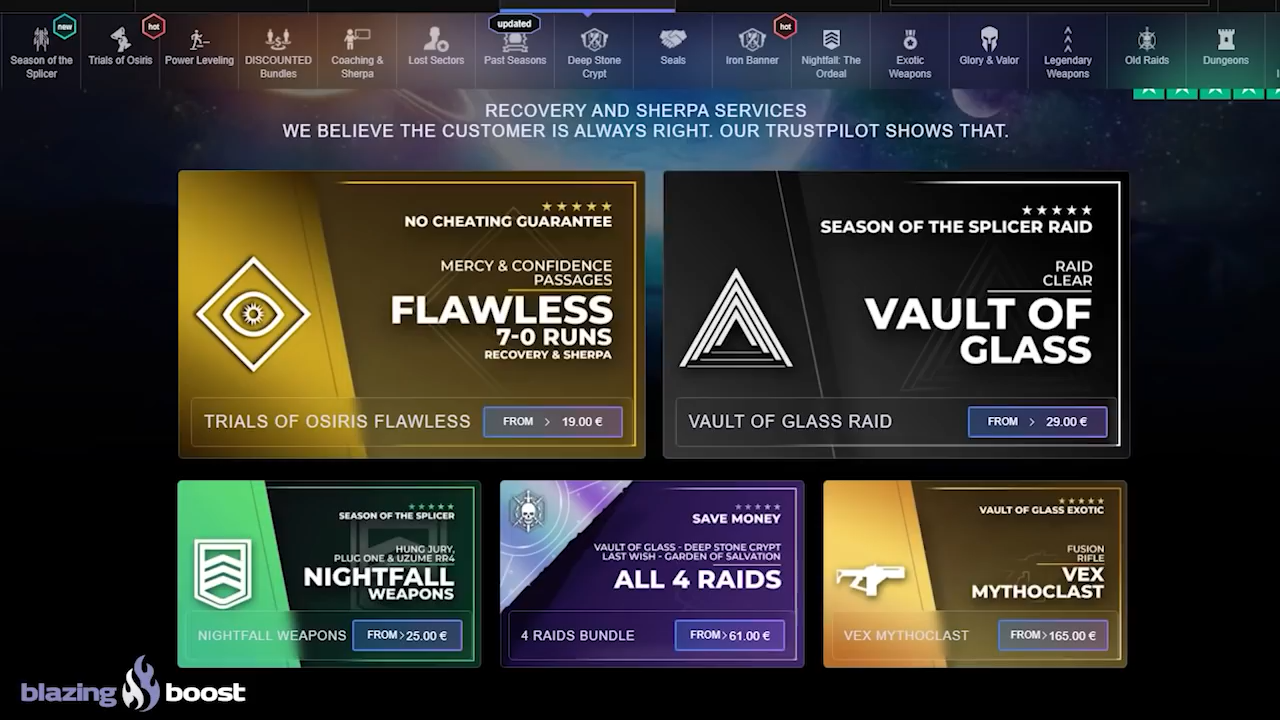 new
hot
updated
hot
Season of the
Splicer
Trials of Osiris
Power Leveling
DISCOUNTED
Bundles
Coaching &
Sherpa
Lost Sectors
Past Seasons
Deep Stone
Crypt
Seals
Iron Banner
Nightfall: The
Ordeal
Exotic
Weapons
Glory & Valor
Legendary
Weapons
Old Raids
Dungeons
RECOVERY AND SHERPA SERVICES
WE BELIEVE THE CUSTOMER IS ALWAYS RIGHT. OUR TRUSTPILOT SHOWS THAT.
NO CHEATING GUARANTEE
MERCY & CONFIDENCE
PASSAGES
FLAWLESS
7-0 RUNS
RECOVERY & SHERPA
TRIALS OF OSIRIS FLAWLESS
FROM > 19.00 €
SEASON OF THE SPLICER RAID
RAID
CLEAR
VAULT OF
GLASS
VAULT OF GLASS RAID
FROM > 29.00 €
SEASON OF THE SPLICER
HUNG JURY,
PLUG ONE & UZUME RR4
NIGHTFALL
WEAPONS
NIGHTFALL WEAPONS
FROM > 25.00 €
SAVE MONEY
VAULT OF GLASS - DEEP STONE CRYPT
LAST WISH - GARDEN OF SALVATION
ALL 4 RAIDS
4 RAIDS BUNDLE
FROM > 61.00 €
VAULT OF GLASS EXOTIC
FUSION
RIFLE
VEX
MYTHOCLAST
VEX MYTHOCLAST
FROM > 165.00 €
blazing boost